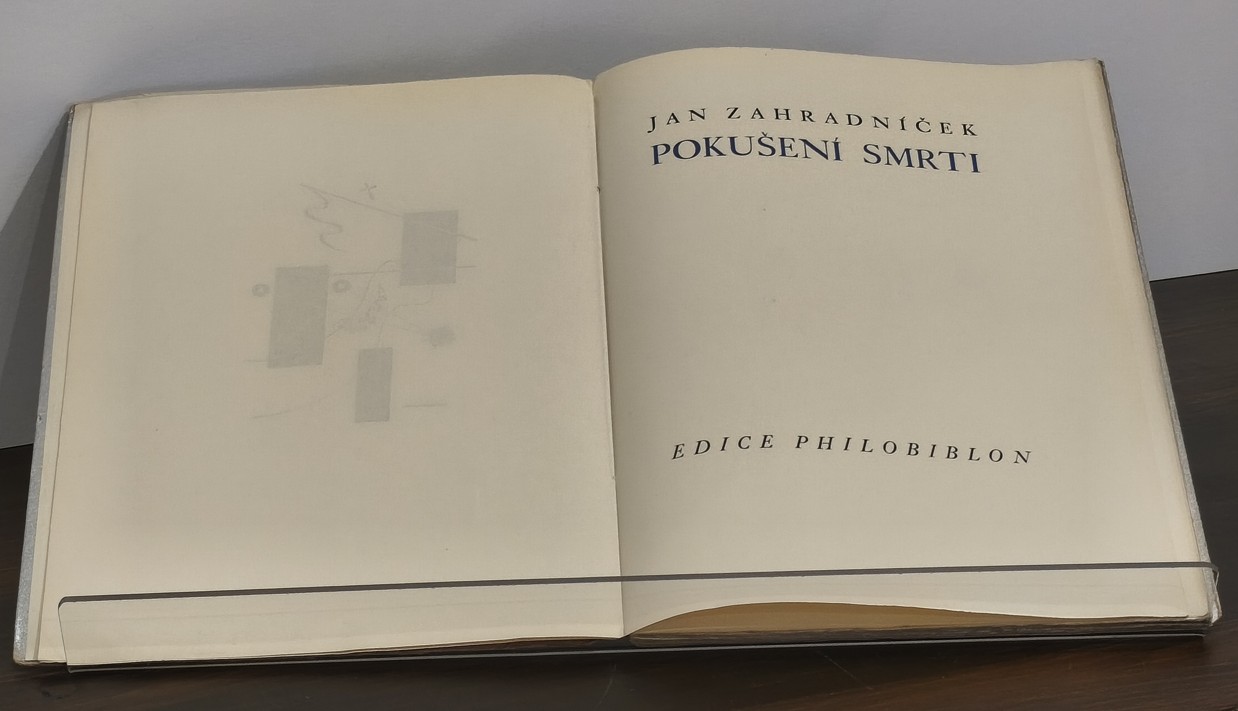 JAN ZAHRADNÍČEK
POKUŠENÍ SMRTI
EDICE PHILOBIBLON